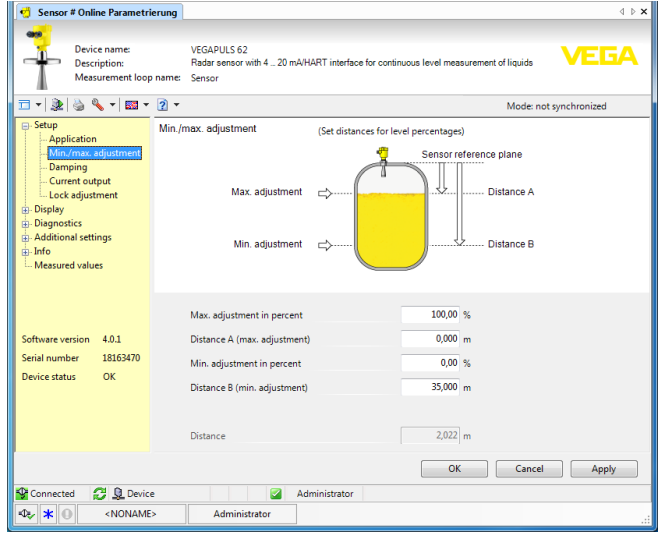 Sensor # Online Parametrierung
Device name: VEGAPULS 62
Description: Radar sensor with 4 .. 20 mA/HART interface for continuous level measurement of liquids
Measurement loop name: Sensor
VEGA
Mode: not synchronized
Setup
Application
Min./max. adjustment
Damping
Current output
Lock adjustment
Display
Diagnostics
Additional settings
Info
Measured values
Software version 4.0.1
Serial number 18163470
Device status OK
Min./max. adjustment
(Set distances for level percentages)
Sensor reference plane
Max. adjustment
Distance A
Min. adjustment
Distance B
Max. adjustment in percent 100,00 %
Distance A (max. adjustment) 0,000 m
Min. adjustment in percent 0,00 %
Distance B (min. adjustment) 35,000 m
Distance 2,022 m
OK Cancel Apply
Connected Device Administrator
<NONAME> Administrator